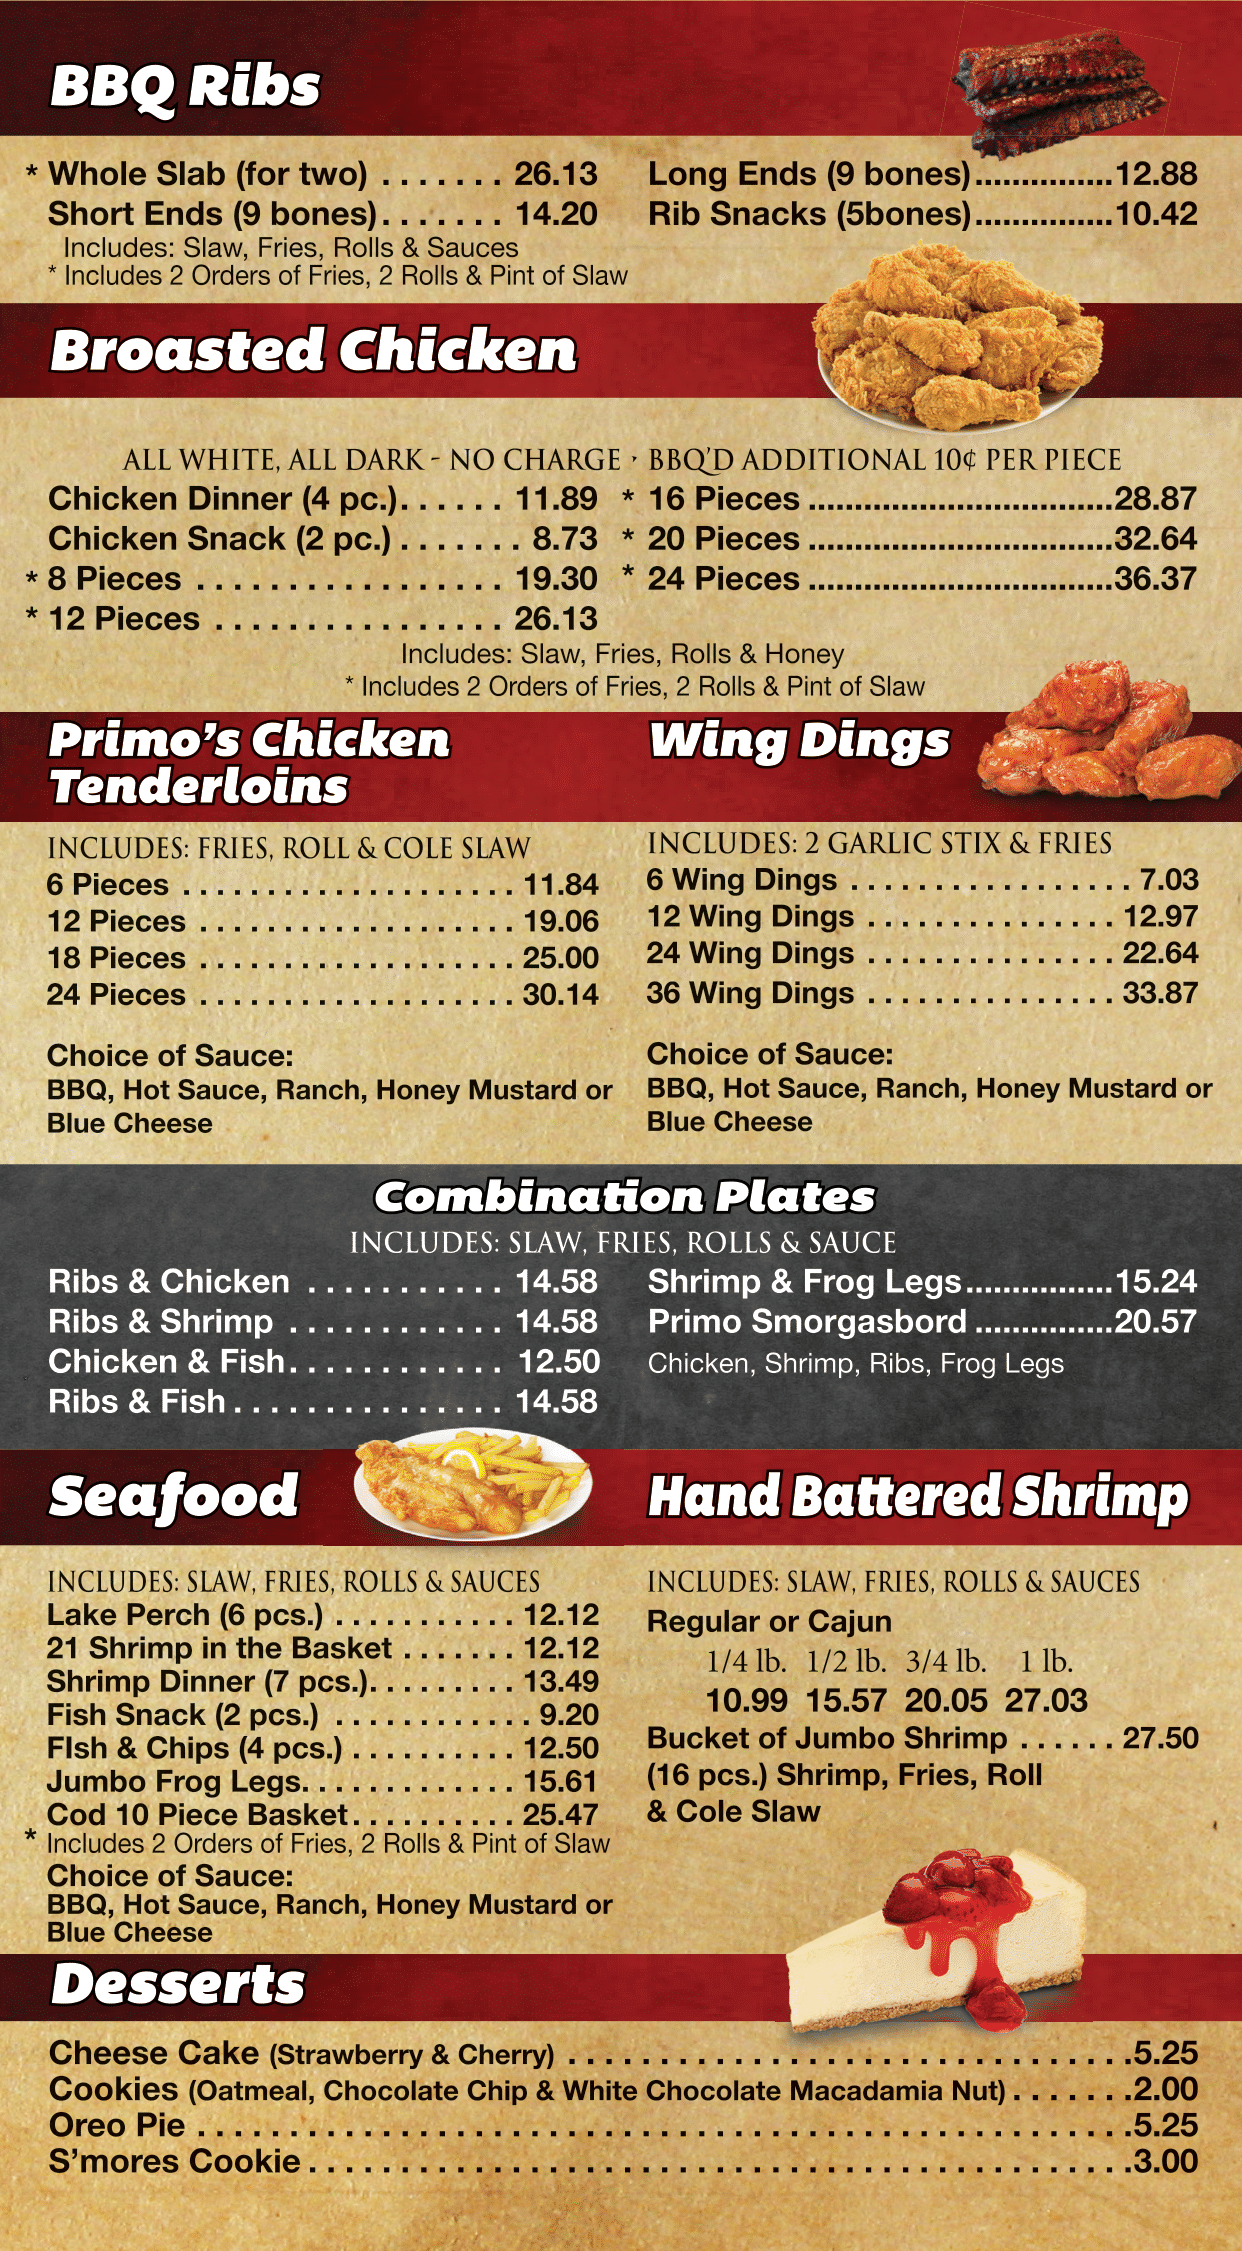 BBQ Ribs
* Whole Slab (for two) . . . . . . . 26.13
Short Ends (9 bones). . . . . . . 14.20
Includes: Slaw, Fries, Rolls & Sauces
* Includes 2 Orders of Fries, 2 Rolls & Pint of Slaw
Long Ends (9 bones)...............12.88
Rib Snacks (5bones)...............10.42
Broasted Chicken
ALL WHITE, ALL DARK - NO CHARGE · BBQ'D ADDITIONAL 10¢ PER PIECE
Chicken Dinner (4 pc.). . . . . . 11.89
Chicken Snack (2 pc.) . . . . . . . 8.73
* 8 Pieces . . . . . . . . . . . . . . . . . 19.30
* 12 Pieces . . . . . . . . . . . . . . . . 26.13
* 16 Pieces .................................28.87
* 20 Pieces .................................32.64
* 24 Pieces .................................36.37
Includes: Slaw, Fries, Rolls & Honey
* Includes 2 Orders of Fries, 2 Rolls & Pint of Slaw
Primo's Chicken
Tenderloins
INCLUDES: FRIES, ROLL & COLE SLAW
6 Pieces . . . . . . . . . . . . . . . . . . . . 11.84
12 Pieces . . . . . . . . . . . . . . . . . . . 19.06
18 Pieces . . . . . . . . . . . . . . . . . . . 25.00
24 Pieces . . . . . . . . . . . . . . . . . . . 30.14
Choice of Sauce:
BBQ, Hot Sauce, Ranch, Honey Mustard or
Blue Cheese
Wing Dings
INCLUDES: 2 GARLIC STIX & FRIES
6 Wing Dings . . . . . . . . . . . . . . . . . 7.03
12 Wing Dings . . . . . . . . . . . . . . . 12.97
24 Wing Dings . . . . . . . . . . . . . . . 22.64
36 Wing Dings . . . . . . . . . . . . . . . 33.87
Choice of Sauce:
BBQ, Hot Sauce, Ranch, Honey Mustard or
Blue Cheese
Combination Plates
INCLUDES: SLAW, FRIES, ROLLS & SAUCE
Ribs & Chicken . . . . . . . . . . . 14.58
Ribs & Shrimp . . . . . . . . . . . . 14.58
Chicken & Fish. . . . . . . . . . . . 12.50
Ribs & Fish . . . . . . . . . . . . . . . 14.58
Shrimp & Frog Legs................15.24
Primo Smorgasbord ...............20.57
Chicken, Shrimp, Ribs, Frog Legs
Seafood
INCLUDES: SLAW, FRIES, ROLLS & SAUCES
Lake Perch (6 pcs.) . . . . . . . . . . . 12.12
21 Shrimp in the Basket . . . . . . . 12.12
Shrimp Dinner (7 pcs.). . . . . . . . . 13.49
Fish Snack (2 pcs.) . . . . . . . . . . . . 9.20
FIsh & Chips (4 pcs.) . . . . . . . . . . 12.50
Jumbo Frog Legs. . . . . . . . . . . . . 15.61
Cod 10 Piece Basket. . . . . . . . . . 25.47
* Includes 2 Orders of Fries, 2 Rolls & Pint of Slaw
Choice of Sauce:
BBQ, Hot Sauce, Ranch, Honey Mustard or
Blue Cheese
Hand Battered Shrimp
INCLUDES: SLAW, FRIES, ROLLS & SAUCES
Regular or Cajun
1/4 lb. 1/2 lb. 3/4 lb. 1 lb.
10.99 15.57 20.05 27.03
Bucket of Jumbo Shrimp . . . . . . 27.50
(16 pcs.) Shrimp, Fries, Roll
& Cole Slaw
Desserts
Cheese Cake (Strawberry & Cherry) . . . . . . . . . . . . . . . . . . . . . . . . . . . . . . .5.25
Cookies (Oatmeal, Chocolate Chip & White Chocolate Macadamia Nut) . . . . . . .2.00
Oreo Pie . . . . . . . . . . . . . . . . . . . . . . . . . . . . . . . . . . . . . . . . . . . . . . . . . . .5.25
S'mores Cookie . . . . . . . . . . . . . . . . . . . . . . . . . . . . . . . . . . . . . . . . . . . . .3.00